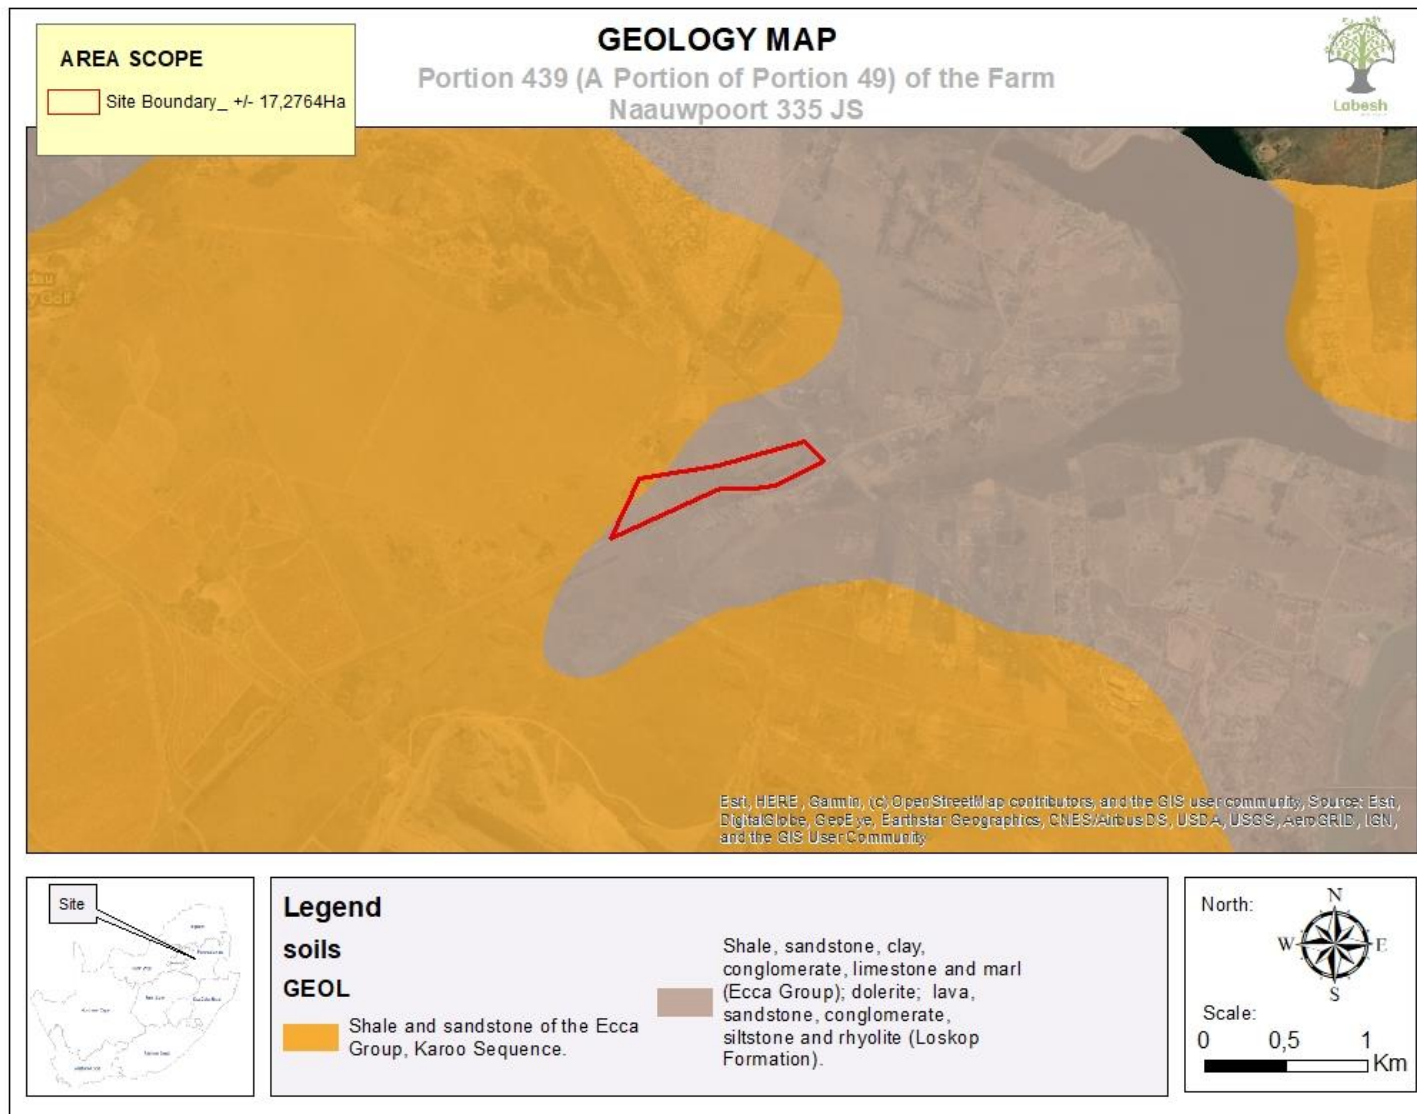 AREA SCOPE
Site Boundary_ +/- 17,2764Ha
GEOLOGY MAP
Portion 439 (A Portion of Portion 49) of the Farm
Naauwpoort 335 JS
Labesh
Golf
Esri, HERE, Garmin, (c) OpenStreetMap contributors, and the GIS user community, Source: Esri,
DigitalGlobe, GeoEye, Earthstar Geographics, CNES/Airbus DS, USDA, USGS, AeroGRID, IGN,
and the GIS User Community
Site
Legend
soils
GEOL
Shale and sandstone of the Ecca
Group, Karoo Sequence.
Shale, sandstone, clay,
conglomerate, limestone and marl
(Ecca Group); dolerite; lava,
sandstone, conglomerate,
siltstone and rhyolite (Loskop
Formation).
North:
N
W
E
S
Scale:
0 0,5 1
Km